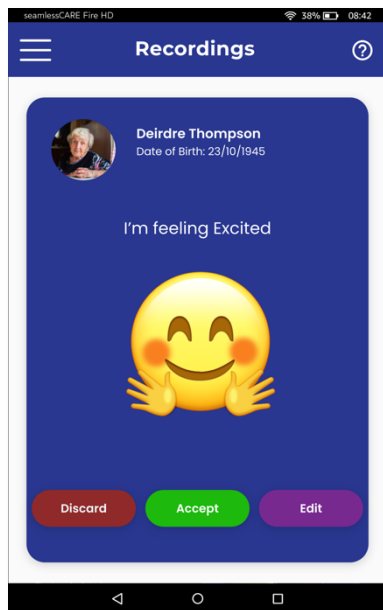 seamlessCARE Fire HD 38% 08:42
Recordings
Deirdre Thompson
Date of Birth: 23/10/1945
I'm feeling Excited
Discard Accept Edit